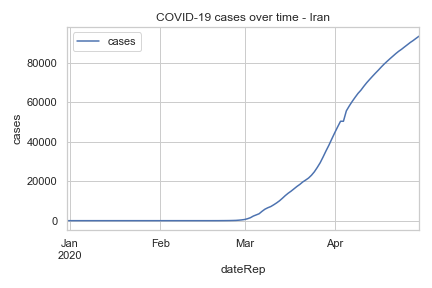 COVID-19 cases over time - Iran
cases
80000
60000
40000
20000
0
cases
Jan
2020
Feb
Mar
Apr
dateRep